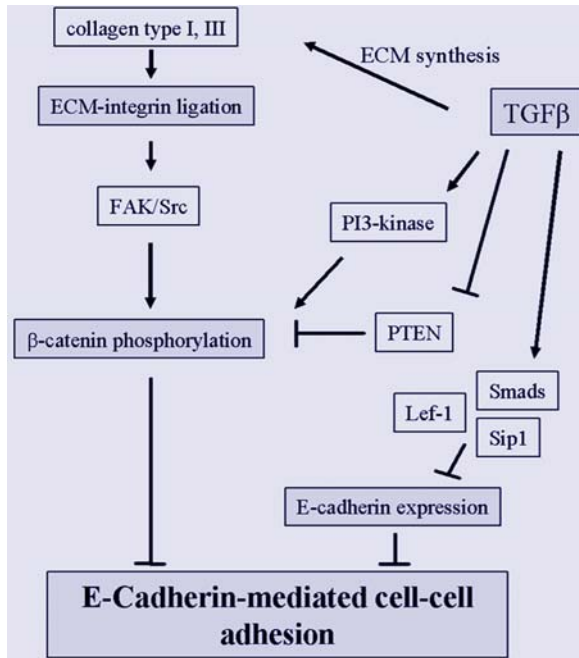 collagen type I, III
ECM synthesis
ECM-integrin ligation
TGFβ
FAK/Src
PI3-kinase
β-catenin phosphorylation
PTEN
Smads
Lef-1
Sip1
E-cadherin expression
E-Cadherin-mediated cell-cell
adhesion